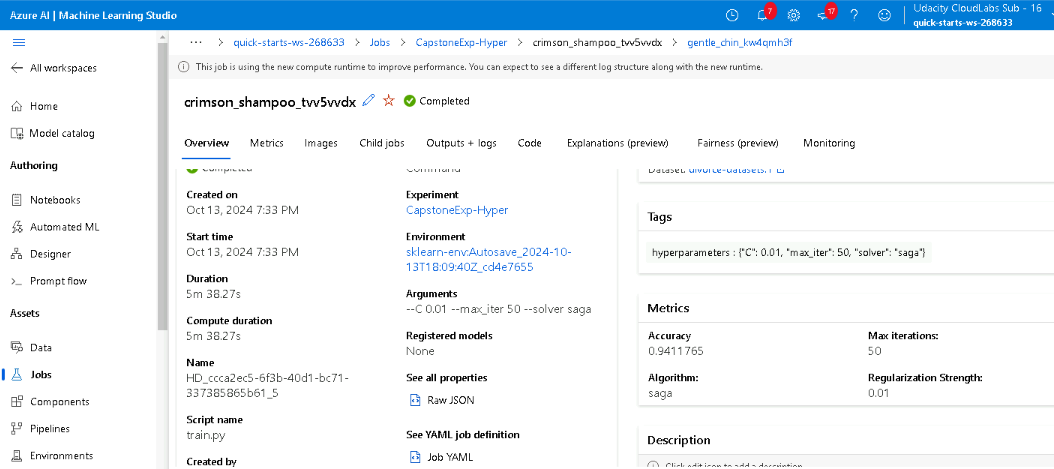 Azure AI | Machine Learning Studio
7
17
?
Udacity CloudLabs Sub - 16
quick-starts-ws-268633
··· > quick-starts-ws-268633 > Jobs > CapstoneExp-Hyper > crimson_shampoo_tvv5vvdx > gentle_chin_kw4qmh3f
This job is using the new compute runtime to improve performance. You can expect to see a different log structure along with the new runtime.
All workspaces
Home
Model catalog
Authoring
Notebooks
Automated ML
Designer
Prompt flow
Assets
Data
Jobs
Components
Pipelines
Environments
crimson_shampoo_tvv5vvdx Completed
Overview Metrics Images Child jobs Outputs + logs Code Explanations (preview) Fairness (preview) Monitoring
Completed
Created on
Oct 13, 2024 7:33 PM
Start time
Oct 13, 2024 7:33 PM
Duration
5m 38.27s
Compute duration
5m 38.27s
Name
HD_ccca2ec5-6f3b-40d1-bc71-
337385865b61_5
Script name
train.py
Created by
Command
Experiment
CapstoneExp-Hyper
Environment
sklearn-env:Autosave_2024-10-
13T18:09:40Z_cd4e7655
Arguments
--C 0.01 --max_iter 50 --solver saga
Registered models
None
See all properties
Raw JSON
See YAML job definition
Job YAML
Dataset: divorce-datasets:1
Tags
hyperparameters : {"C": 0.01, "max_iter": 50, "solver": "saga"}
Metrics
Accuracy
0.9411765
Max iterations:
50
Algorithm:
saga
Regularization Strength:
0.01
Description
Click edit icon to add a description